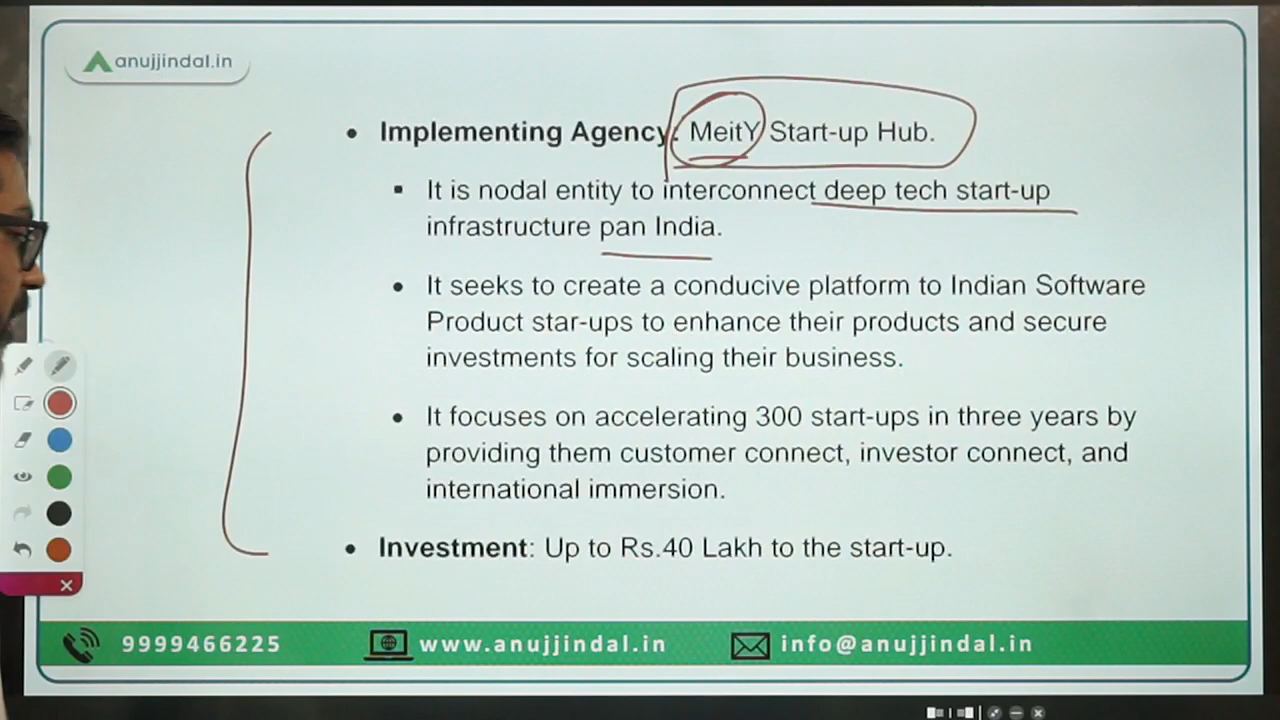 anujjindal.in
• Implementing Agency: MeitY Start-up Hub.
▪ It is nodal entity to interconnect deep tech start-up
infrastructure pan India.
• It seeks to create a conducive platform to Indian Software
Product star-ups to enhance their products and secure
investments for scaling their business.
• It focuses on accelerating 300 start-ups in three years by
providing them customer connect, investor connect, and
international immersion.
• Investment: Up to Rs.40 Lakh to the start-up.
9999466225 www.anujjindal.in info@anujjindal.in